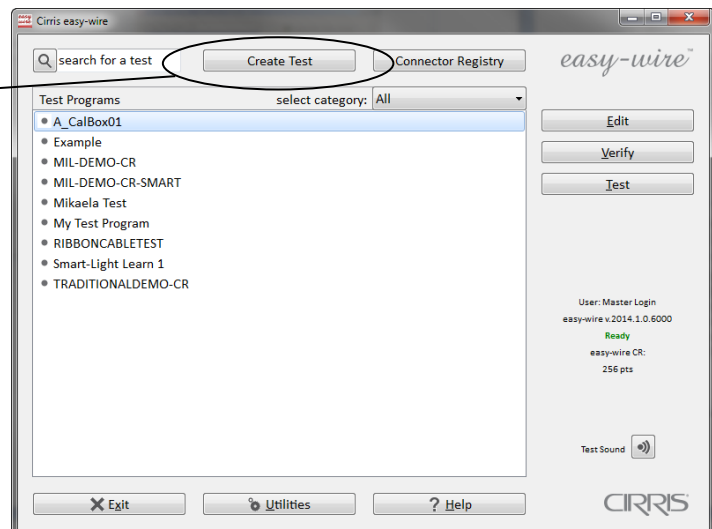 easy wire Cirris easy-wire
search for a test Create Test Connector Registry easy-wire™
Test Programs select category: All
A_CalBox01
Example
MIL-DEMO-CR
MIL-DEMO-CR-SMART
Mikaela Test
My Test Program
RIBBONCABLETEST
Smart-Light Learn 1
TRADITIONALDEMO-CR
Edit
Verify
Test
User: Master Login
easy-wire v.2014.1.0.6000
Ready
easy-wire CR:
256 pts
Test Sound
Exit Utilities ? Help CIRRIS